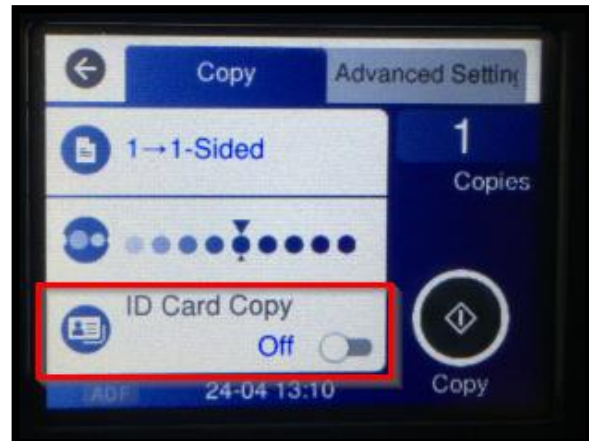 Copy
Advanced Setting
1→1-Sided
1
Copies
ID Card Copy
Off
ADF
24-04 13:10
Copy